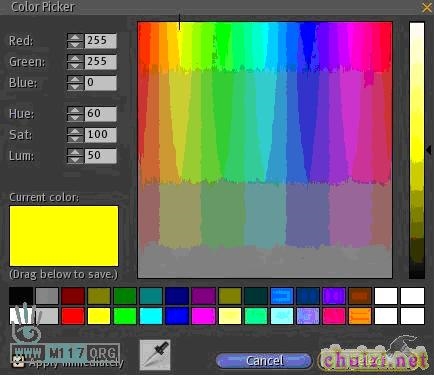 Color Picker
Red: 255
Green: 255
Blue: 0
Hue: 60
Sat: 100
Lum: 50
Current color:
(Drag below to save.)
www.M117.ORG
Apply immediately
Cancel
chuizi.net